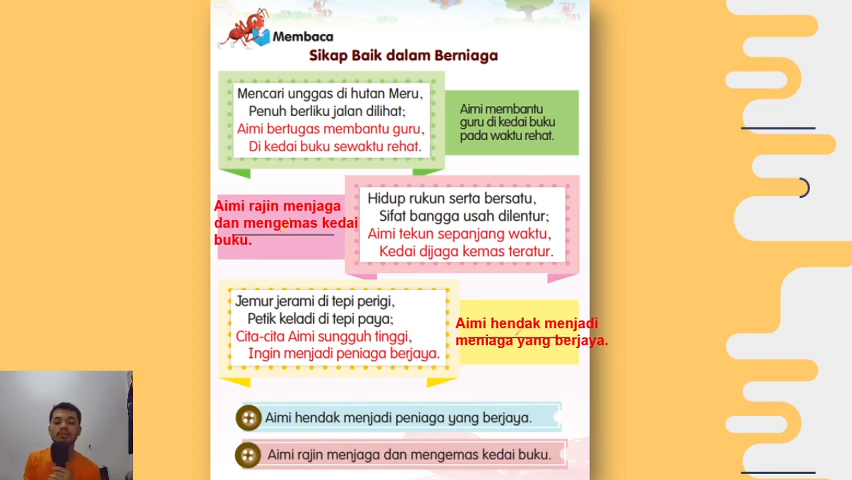 Membaca
Sikap Baik dalam Berniaga
Mencari unggas di hutan Meru,
Penuh berliku jalan dilihat;
Aimi bertugas membantu guru,
Di kedai buku sewaktu rehat.
Aimi membantu
guru di kedai buku
pada waktu rehat.
Aimi rajin menjaga
dan mengemas kedai
buku.
Hidup rukun serta bersatu,
Sifat bangga usah dilentur;
Aimi tekun sepanjang waktu,
Kedai dijaga kemas teratur.
Jemur jerami di tepi perigi,
Petik keladi di tepi paya;
Cita-cita Aimi sungguh tinggi,
Ingin menjadi peniaga berjaya.
Aimi hendak menjadi
meniaga yang berjaya.
Aimi hendak menjadi peniaga yang berjaya.
Aimi rajin menjaga dan mengemas kedai buku.